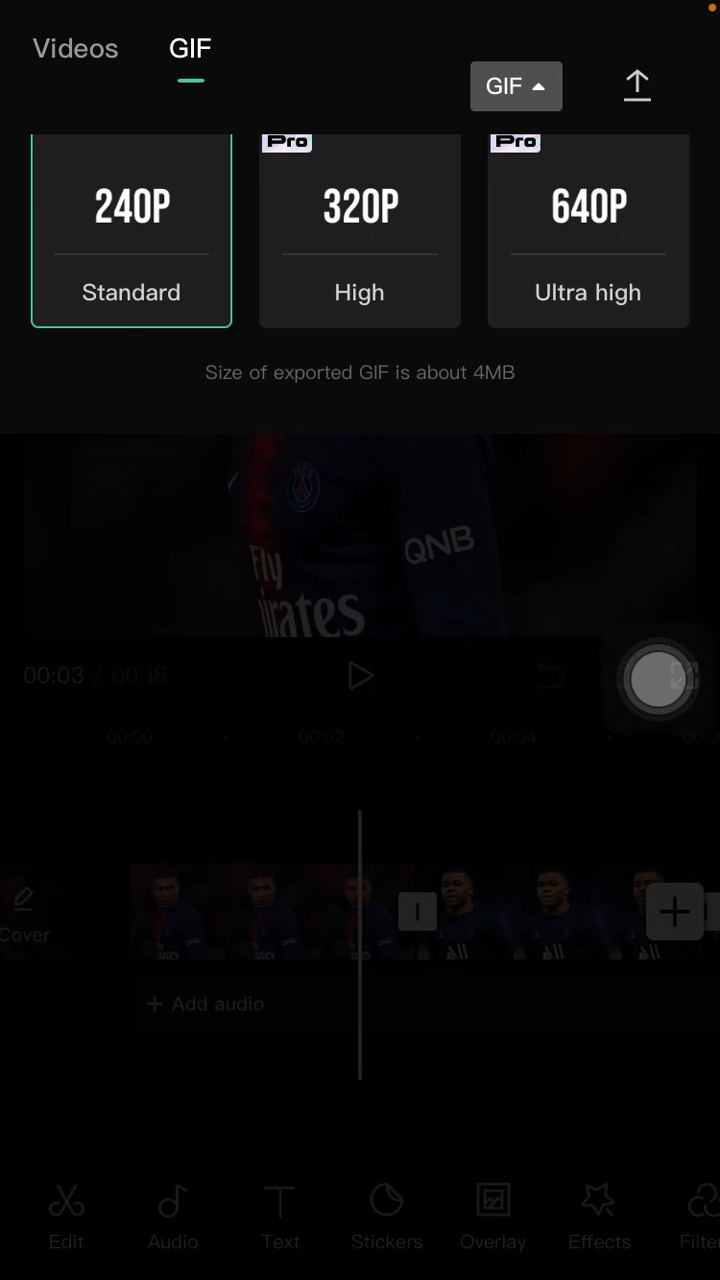 Videos GIF
GIF
Pro Pro
240P 320P 640P
Standard High Ultra high
Size of exported GIF is about 4MB
QNB
Fly
00:03 / 00:18
00:00 00:02 00:04
Cover
+ Add audio
Edit Audio Text Stickers Overlay Effects